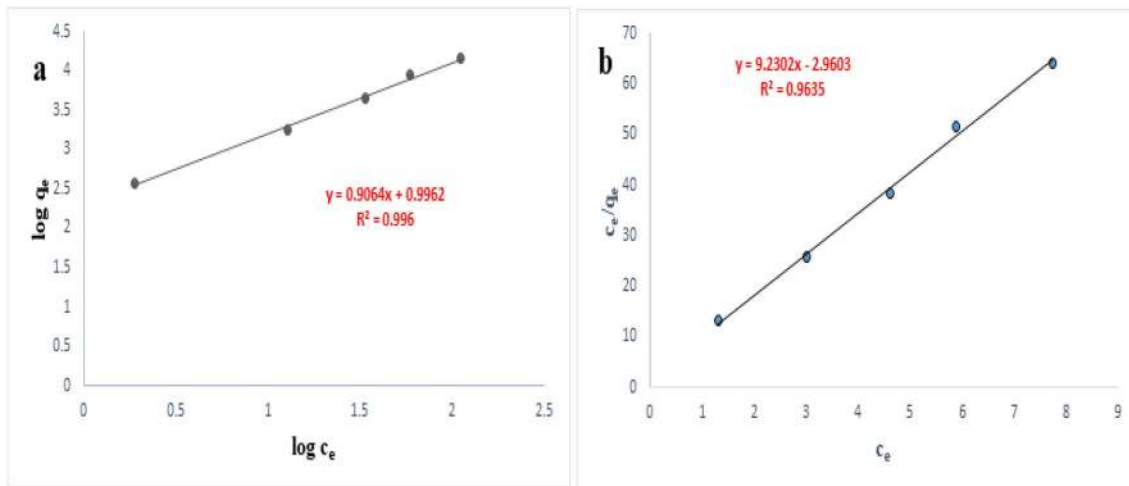 a
4.5
4
3.5
3
2.5
2
1.5
1
0.5
0
log qe
y = 0.9064x + 0.9962
R² = 0.996
0 0.5 1 1.5 2 2.5
log ce
b
70
60
50
40
30
20
10
0
ce/qe
y = 9.2302x - 2.9603
R² = 0.9635
0 1 2 3 4 5 6 7 8 9
ce